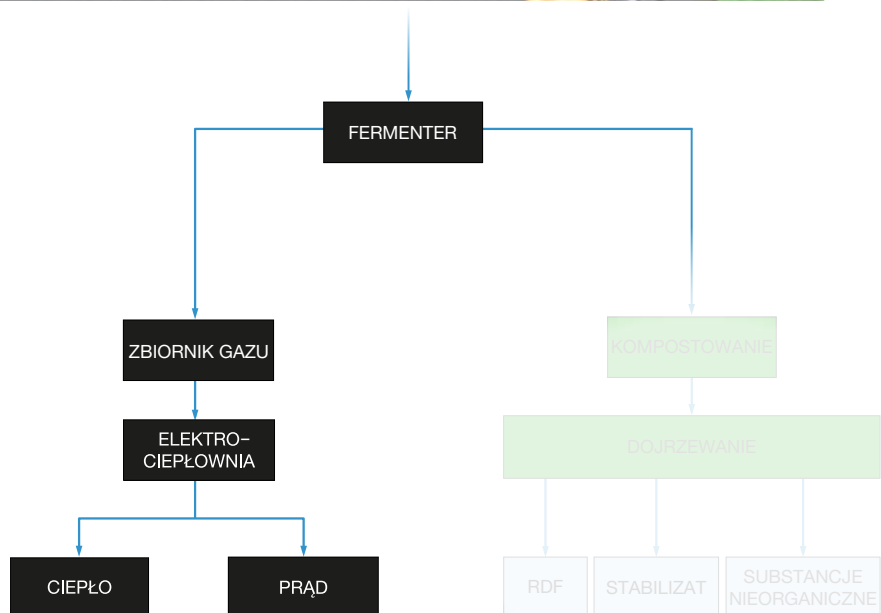 FERMENTER
ZBIORNIK GAZU
KOMPOSTOWANIE
ELEKTRO-
CIEPŁOWNIA
DOJRZEWANIE
CIEPŁO
PRĄD
RDF
STABILIZAT
SUBSTANCJE
NIEORGANICZNE